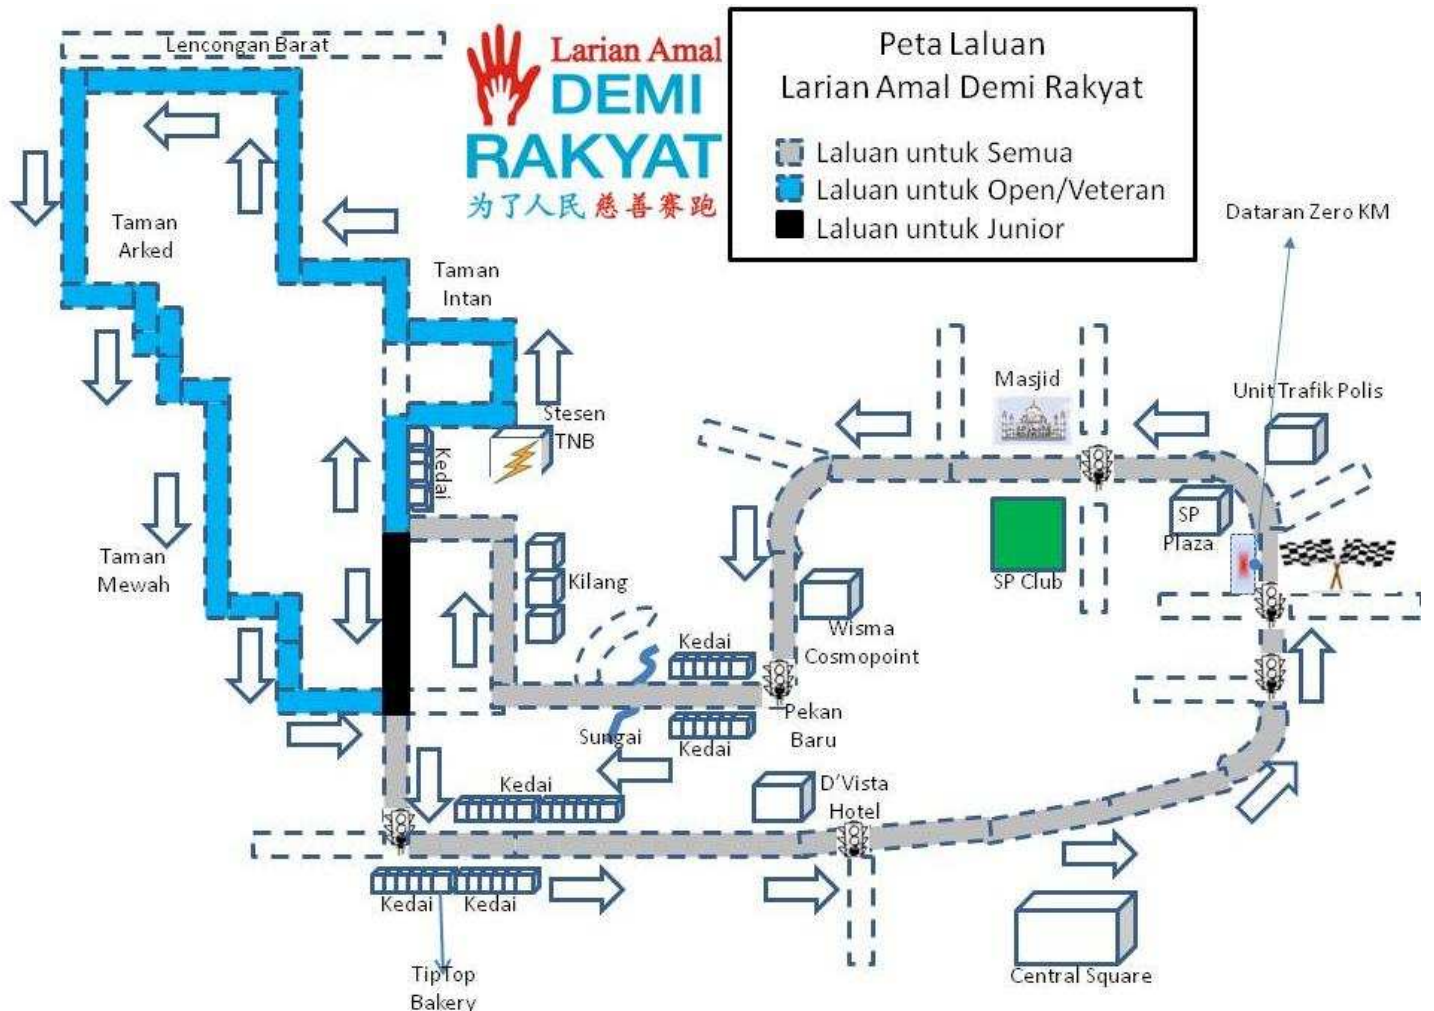 Lencongan Barat
Larian Amal
DEMI
RAKYAT
为了人民 慈善赛跑
Peta Laluan
Larian Amal Demi Rakyat
Laluan untuk Semua
Laluan untuk Open/Veteran
Laluan untuk Junior
Dataran Zero KM
Taman
Arked
Taman
Intan
Masjid
Unit Trafik Polis
Stesen
TNB
Kedai
SP
Plaza
Taman
Mewah
Kilang
SP Club
Wisma
Cosmopoint
Kedai
Sungai
Kedai
Pekan
Baru
Kedai
D'Vista
Hotel
Kedai
Kedai
Central Square
TipTop
Bakery